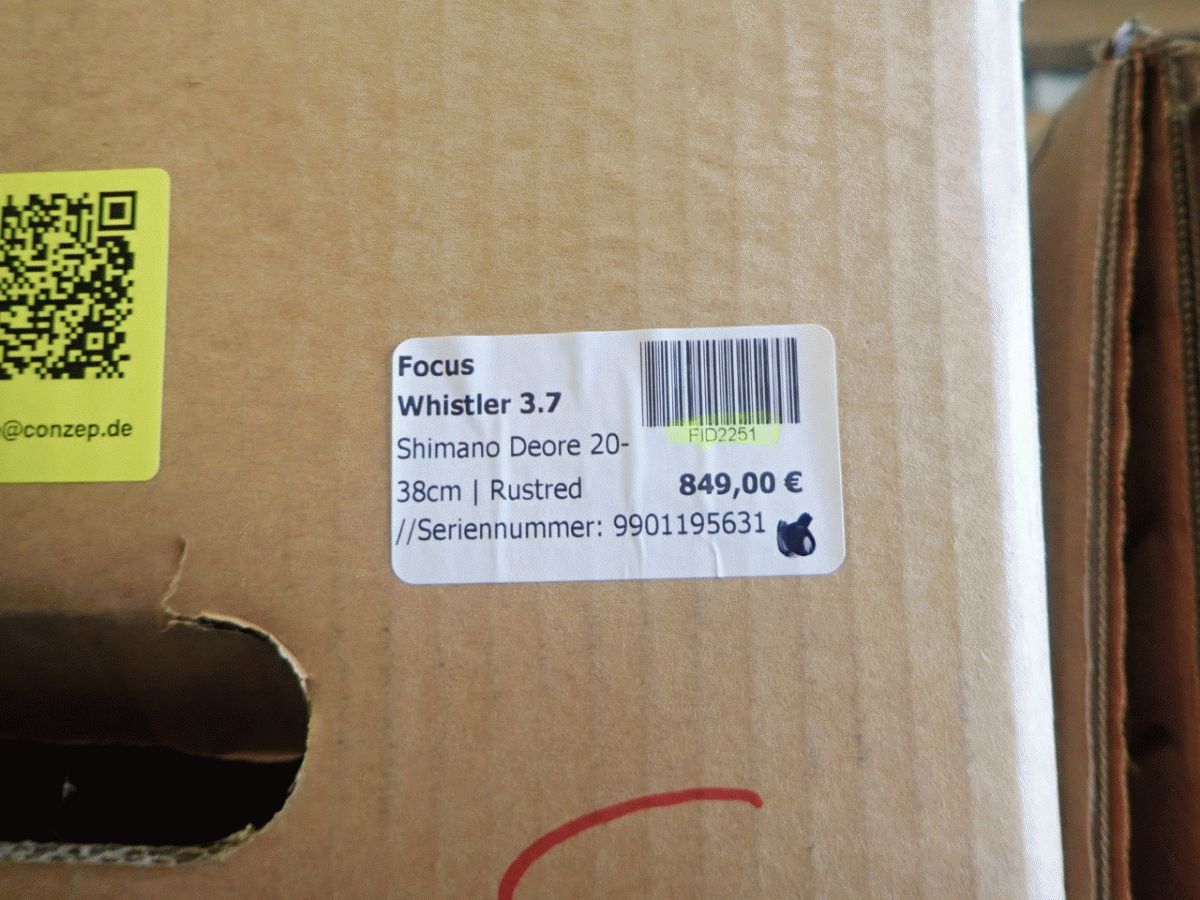 @conzep.de
Focus
Whistler 3.7
Shimano Deore 20-
38cm | Rustred
//Seriennummer: 9901195631
FID2251
849,00 €